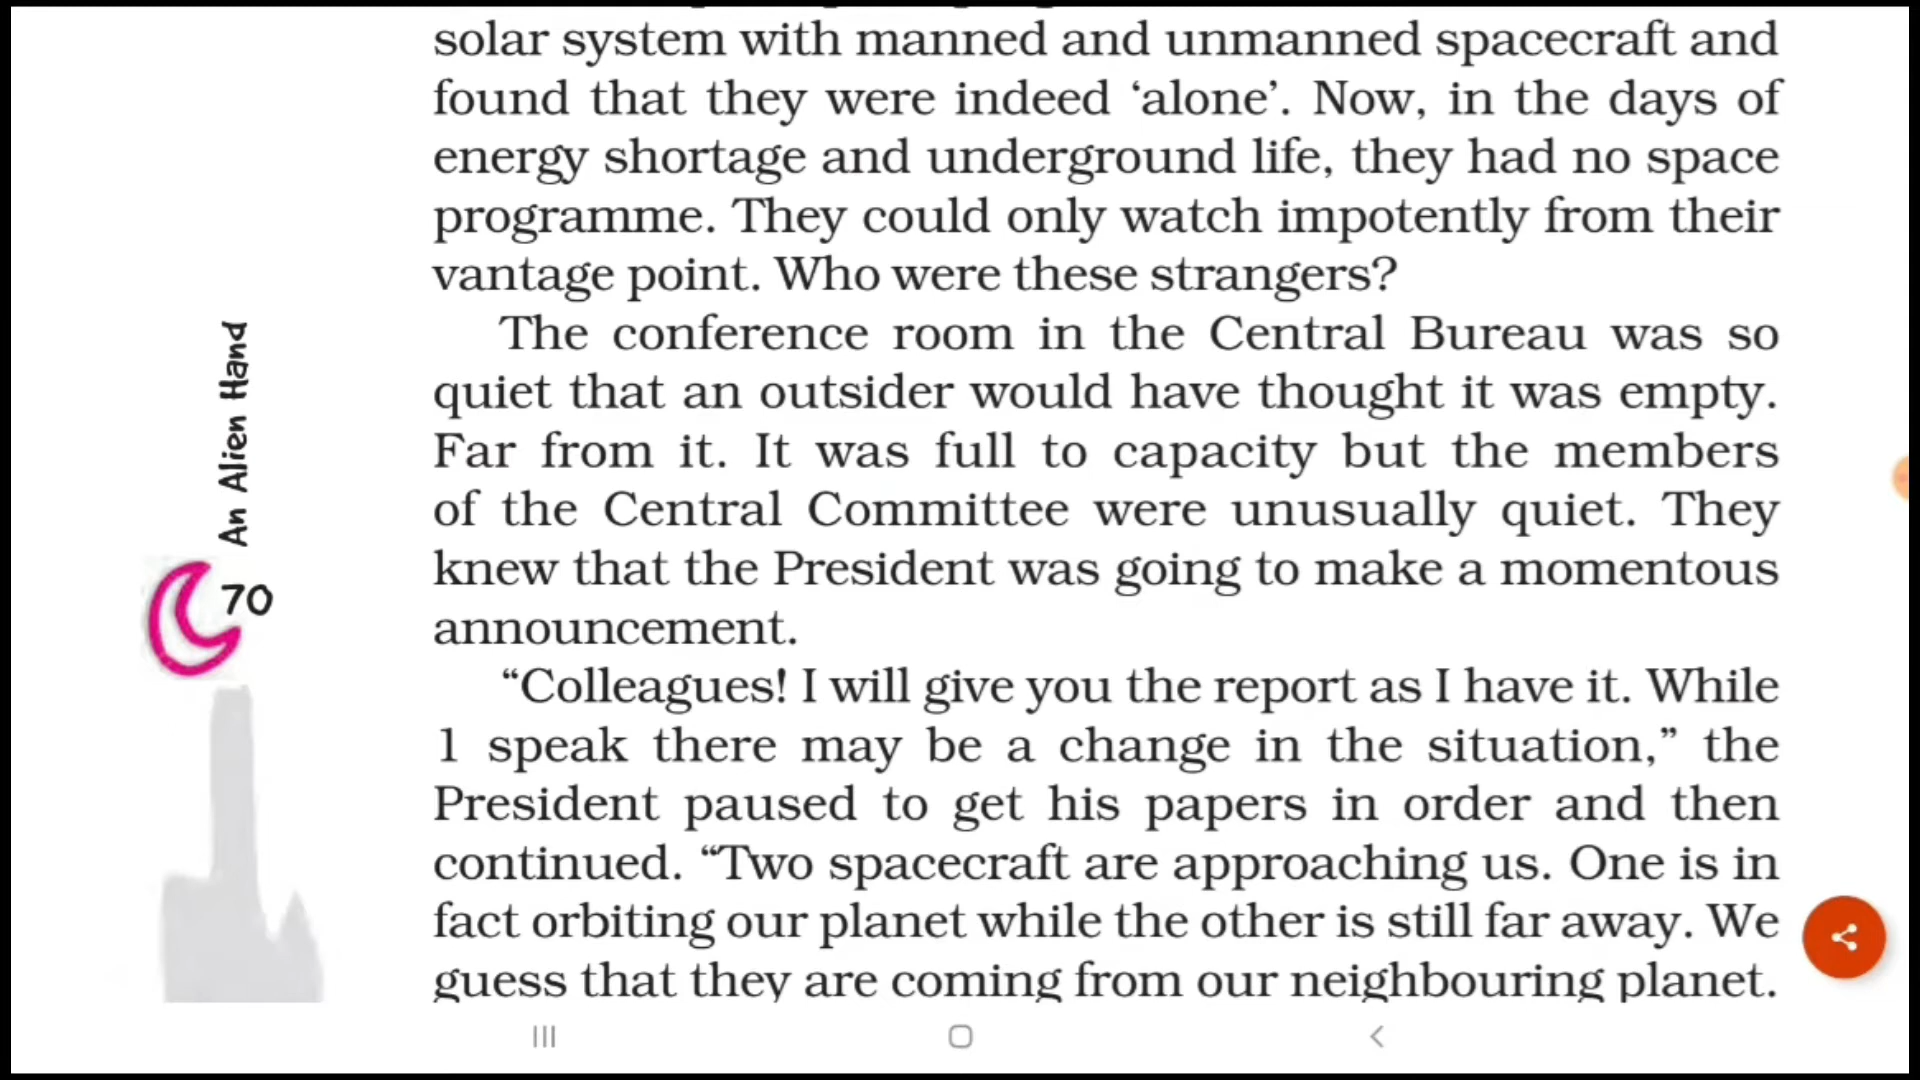 solar system with manned and unmanned spacecraft and
found that they were indeed ‘alone’. Now, in the days of
energy shortage and underground life, they had no space
programme. They could only watch impotently from their
vantage point. Who were these strangers?
The conference room in the Central Bureau was so
quiet that an outsider would have thought it was empty.
Far from it. It was full to capacity but the members
of the Central Committee were unusually quiet. They
knew that the President was going to make a momentous
announcement.
“Colleagues! I will give you the report as I have it. While
1 speak there may be a change in the situation,” the
President paused to get his papers in order and then
continued. “Two spacecraft are approaching us. One is in
fact orbiting our planet while the other is still far away. We
guess that they are coming from our neighbouring planet.
An Alien Hand
70